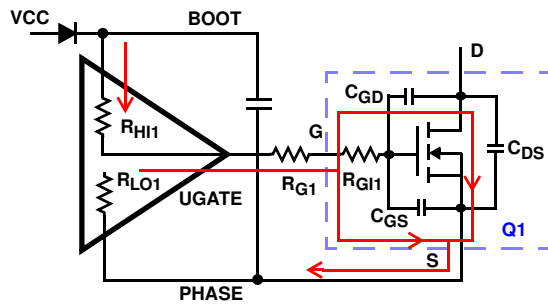 VCC
BOOT
D
CGD
G
RHI1
CDS
RLO1
UGATE
RG1
RGI1
CGS
Q1
S
PHASE